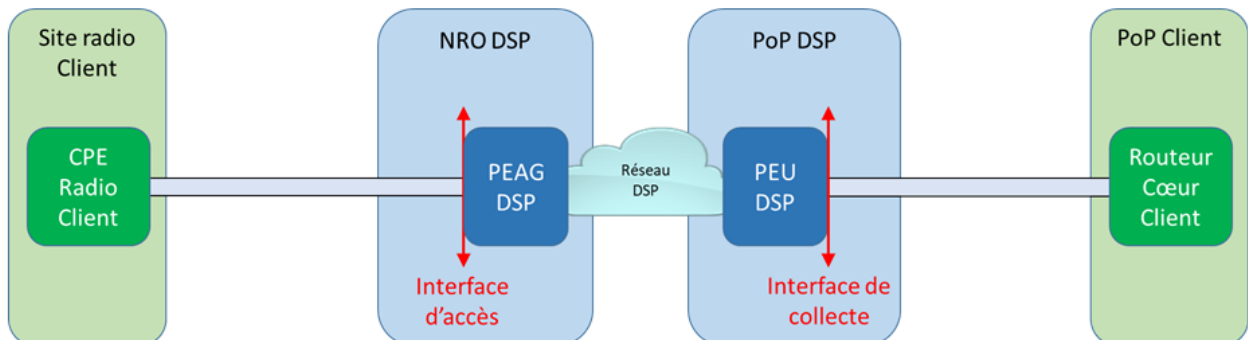 Site radio
Client
NRO DSP
PoP DSP
PoP Client
CPE
Radio
Client
PEAG
DSP
Réseau
DSP
PEU
DSP
Routeur
Cœur
Client
Interface
d'accès
Interface de
collecte